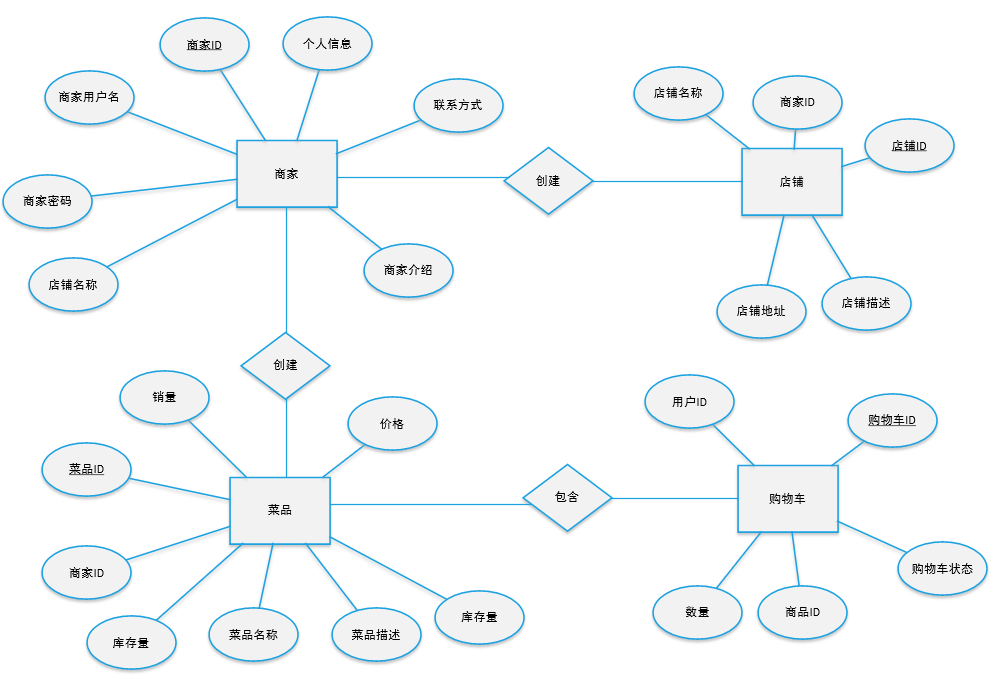 商家ID
个人信息
商家用户名
联系方式
商家
商家密码
店铺名称
商家介绍
创建
店铺名称
商家ID
店铺ID
店铺
店铺地址
店铺描述
创建
销量
价格
菜品ID
菜品
商家ID
库存量
菜品名称
菜品描述
库存量
包含
用户ID
购物车ID
购物车
购物车状态
数量
商品ID